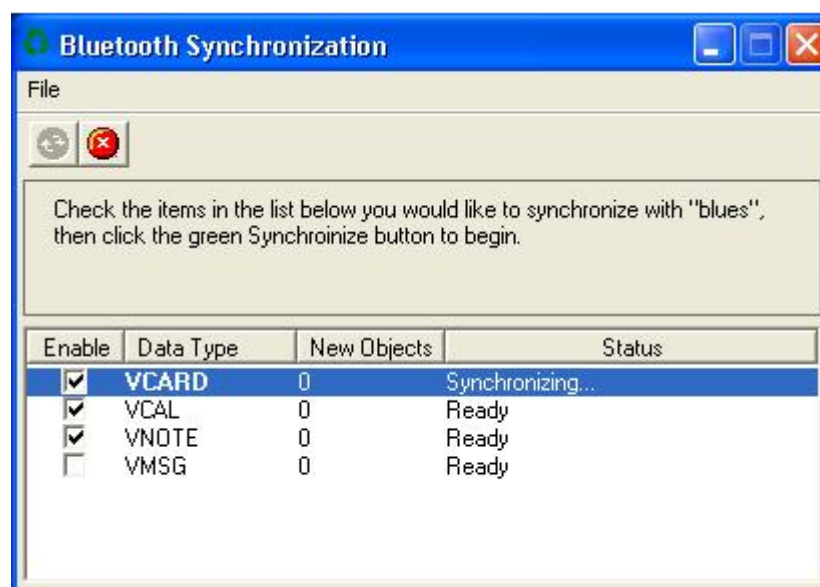 Bluetooth Synchronization
File
Check the items in the list below you would like to synchronize with "blues",
then click the green Synchroinize button to begin.
Enable Data Type New Objects Status
VCARD 0 Synchronizing...
VCAL 0 Ready
VNOTE 0 Ready
VMSG 0 Ready